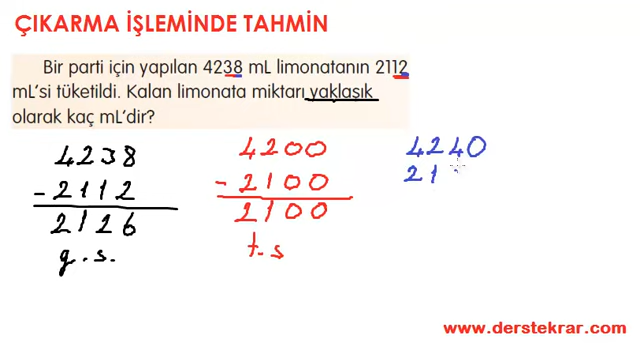 ÇIKARMA İŞLEMİNDE TAHMİN
Bir parti için yapılan 4238 mL limonatanın 2112
mL'si tüketildi. Kalan limonata miktarı yaklaşık
olarak kaç mL'dir?
4238
- 2112
2126
g.s.
4200
- 2100
2100
t.s
4240
21
www.derstekrar.com